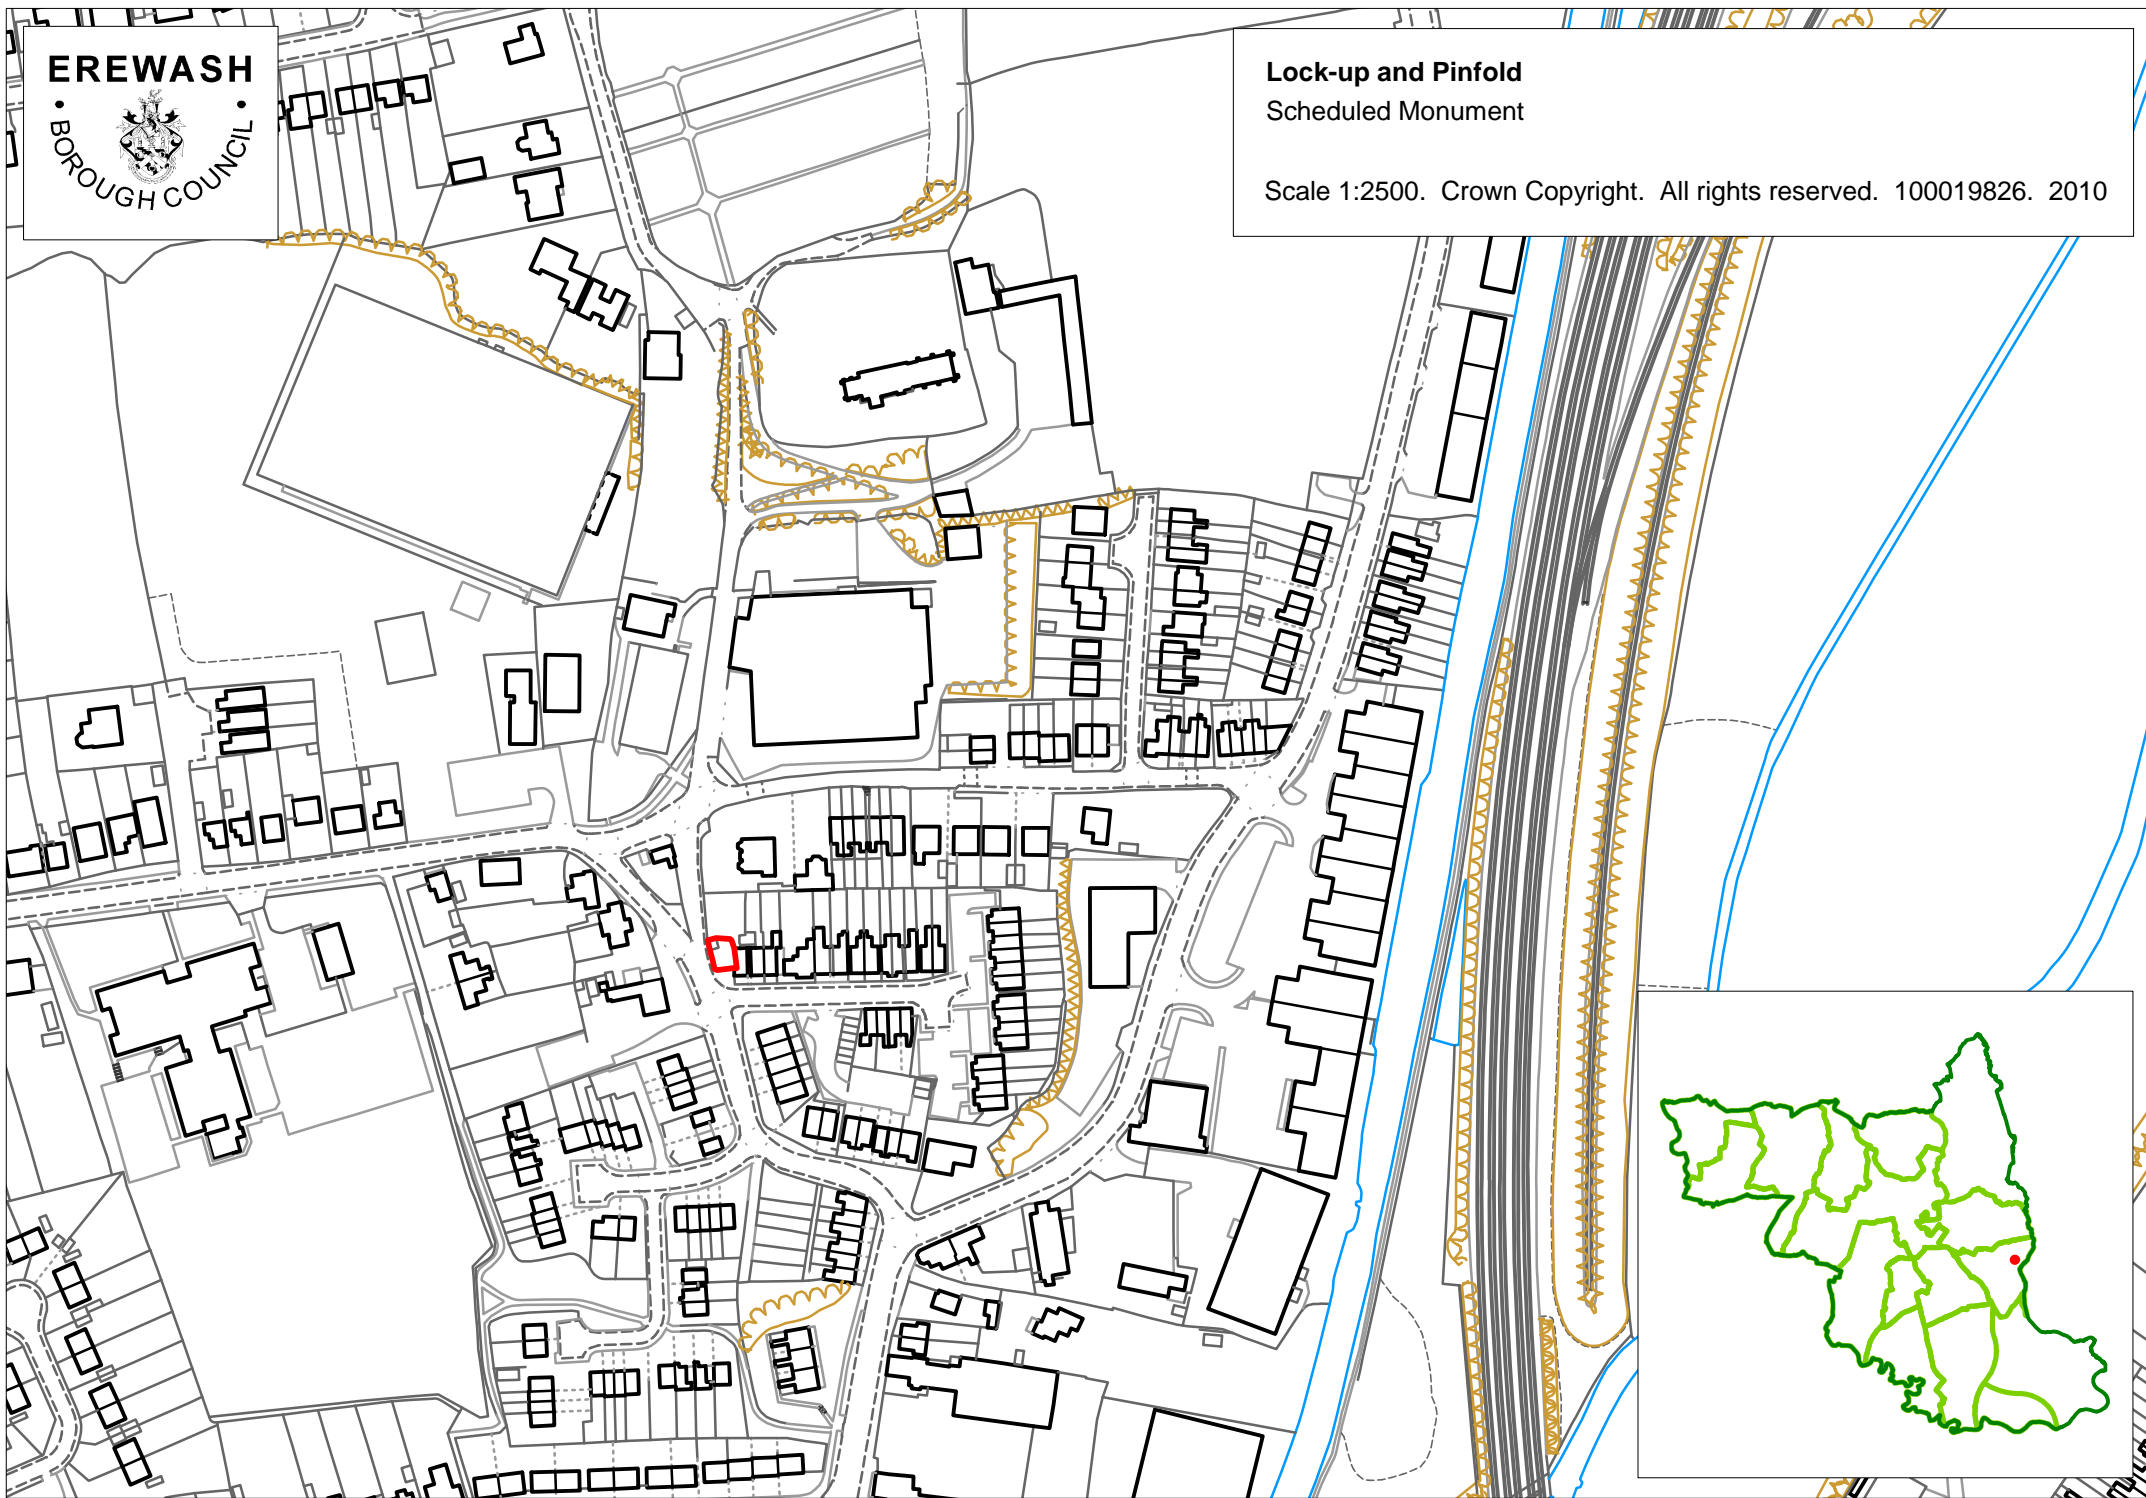 EREWASH
• BOROUGH COUNCIL •
Lock-up and Pinfold
Scheduled Monument
Scale 1:2500. Crown Copyright. All rights reserved. 100019826. 2010